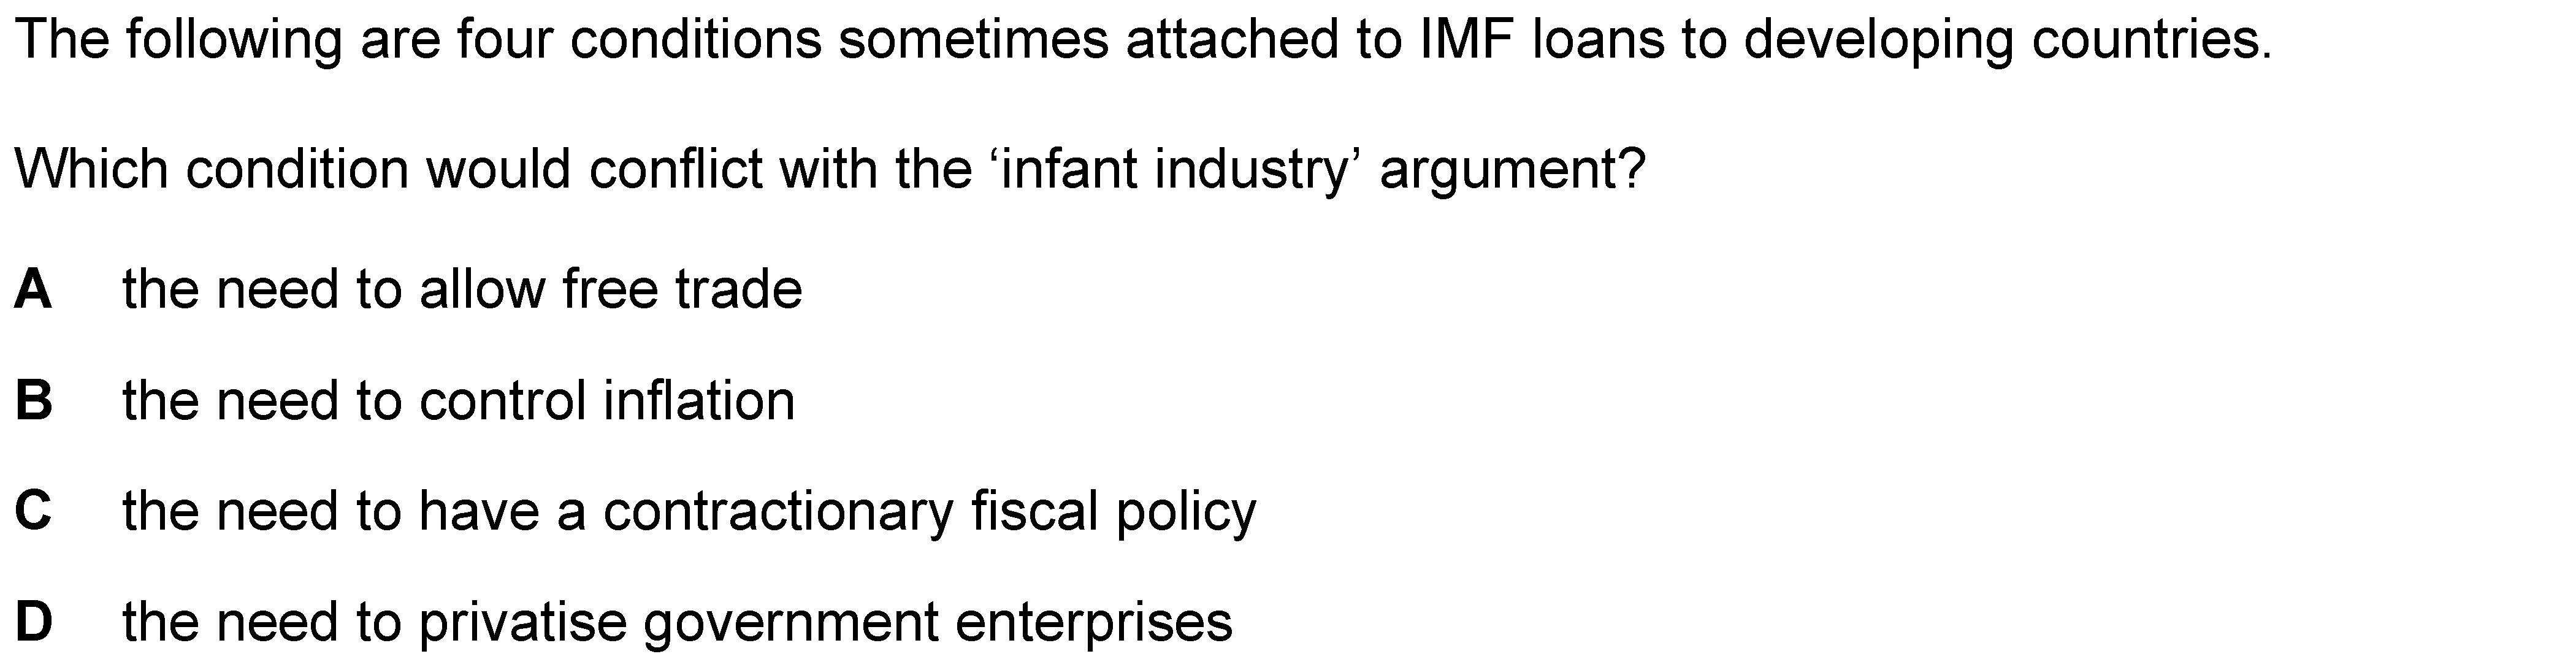 The following are four conditions sometimes attached to IMF loans to developing countries.
Which condition would conflict with the ‘infant industry’ argument?
A the need to allow free trade
B the need to control inflation
C the need to have a contractionary fiscal policy
D the need to privatise government enterprises